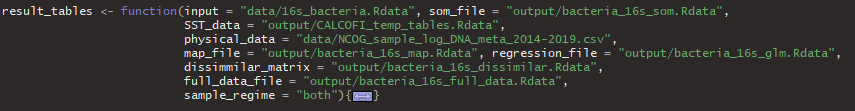 result_tables <- function(input = "data/16s_bacteria.Rdata", som_file = "output/bacteria_16s_som.Rdata",
SST_data = "output/CALCOFI_temp_tables.Rdata",
physical_data = "data/NCOG_sample_log_DNA_meta_2014-2019.csv",
map_file = "output/bacteria_16s_map.Rdata", regression_file = "output/bacteria_16s_glm.Rdata",
dissimmilar_matrix = "output/bacteria_16s_dissimilar.Rdata",
full_data_file = "output/bacteria_16s_full_data.Rdata",
sample_regime = "both"){}